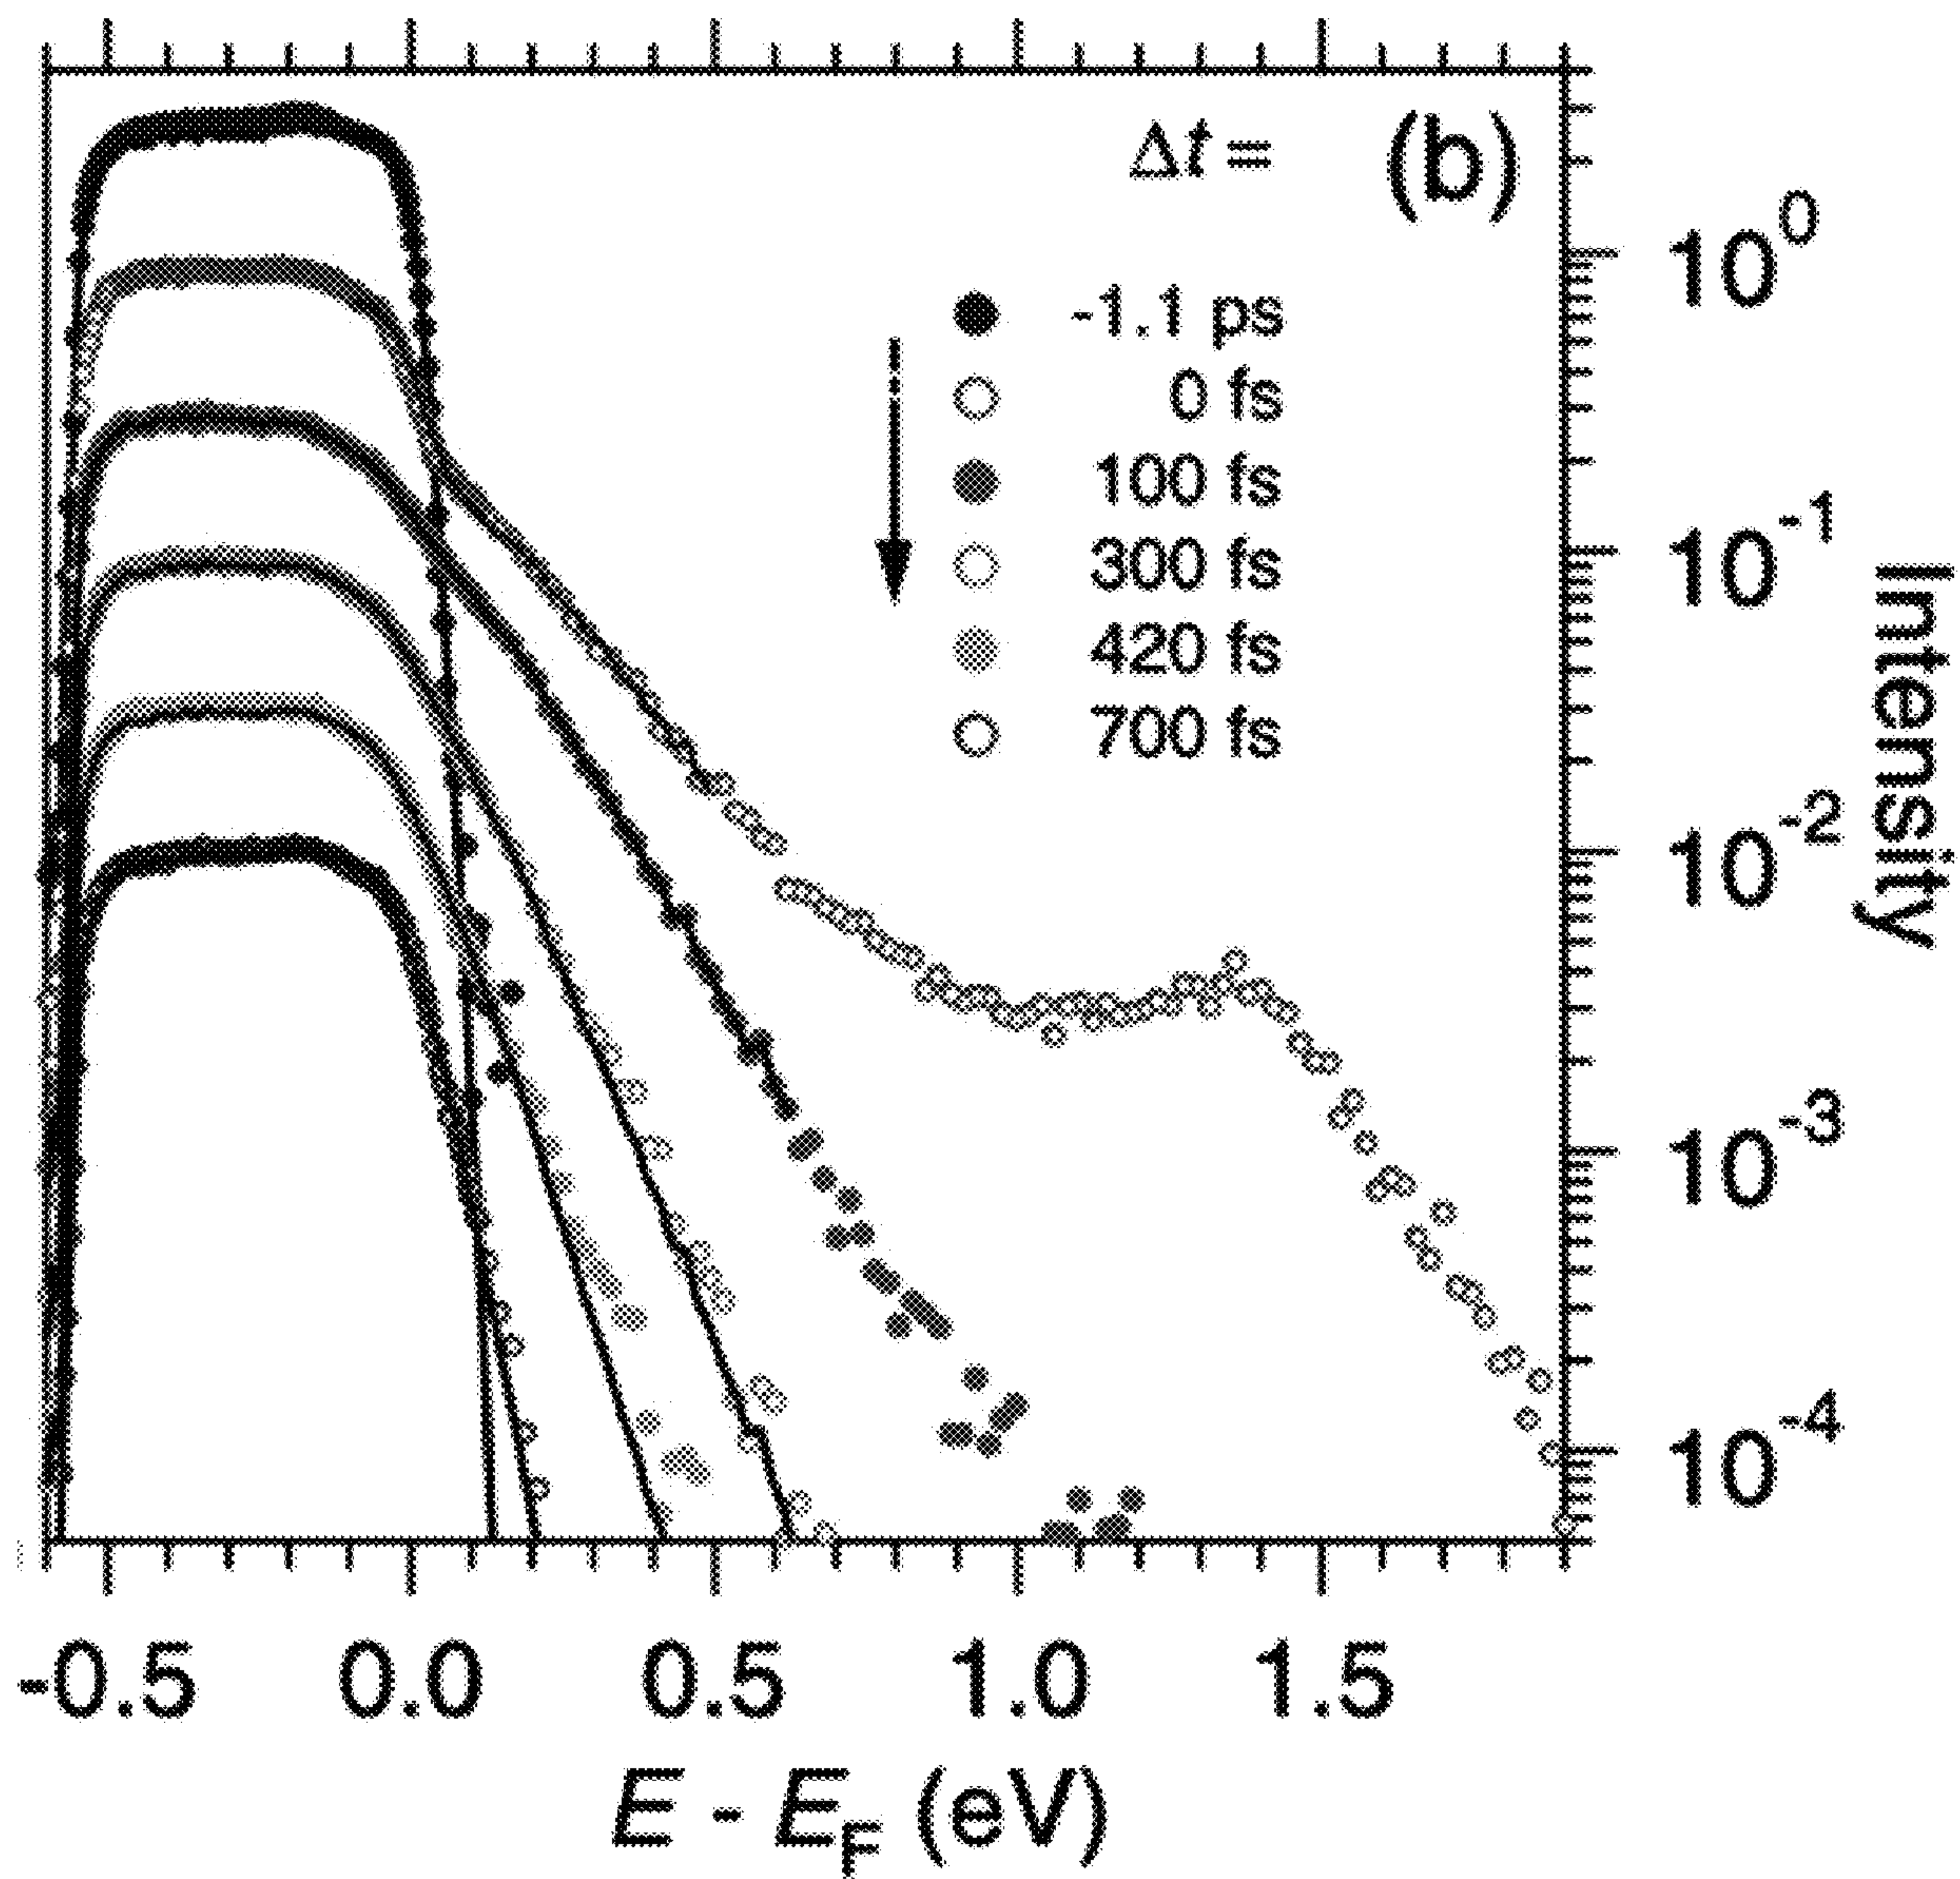 Δt = (b)
-1.1 ps
0 fs
100 fs
300 fs
420 fs
700 fs
10^0
10^-1
10^-2
10^-3
10^-4
Intensity
-0.5 0.0 0.5 1.0 1.5
E - E_F (eV)